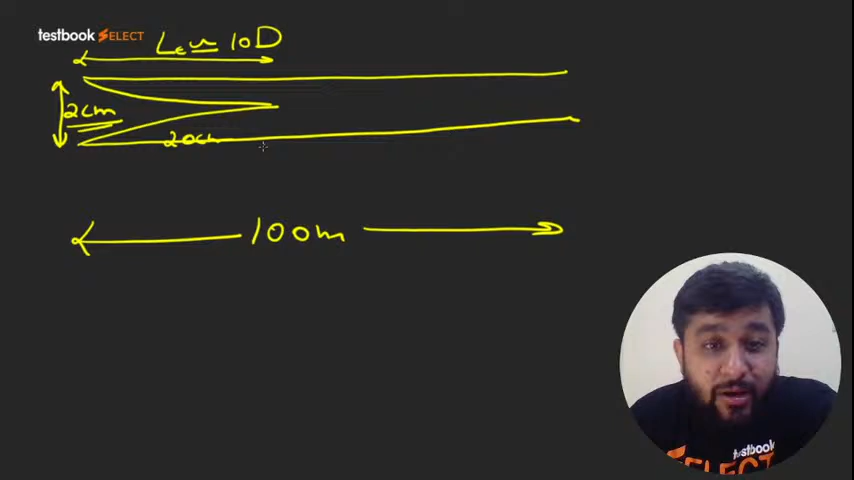 testbook SELECT
Le ~ 10D
2cm
20cm
100m
testbook
SELECT